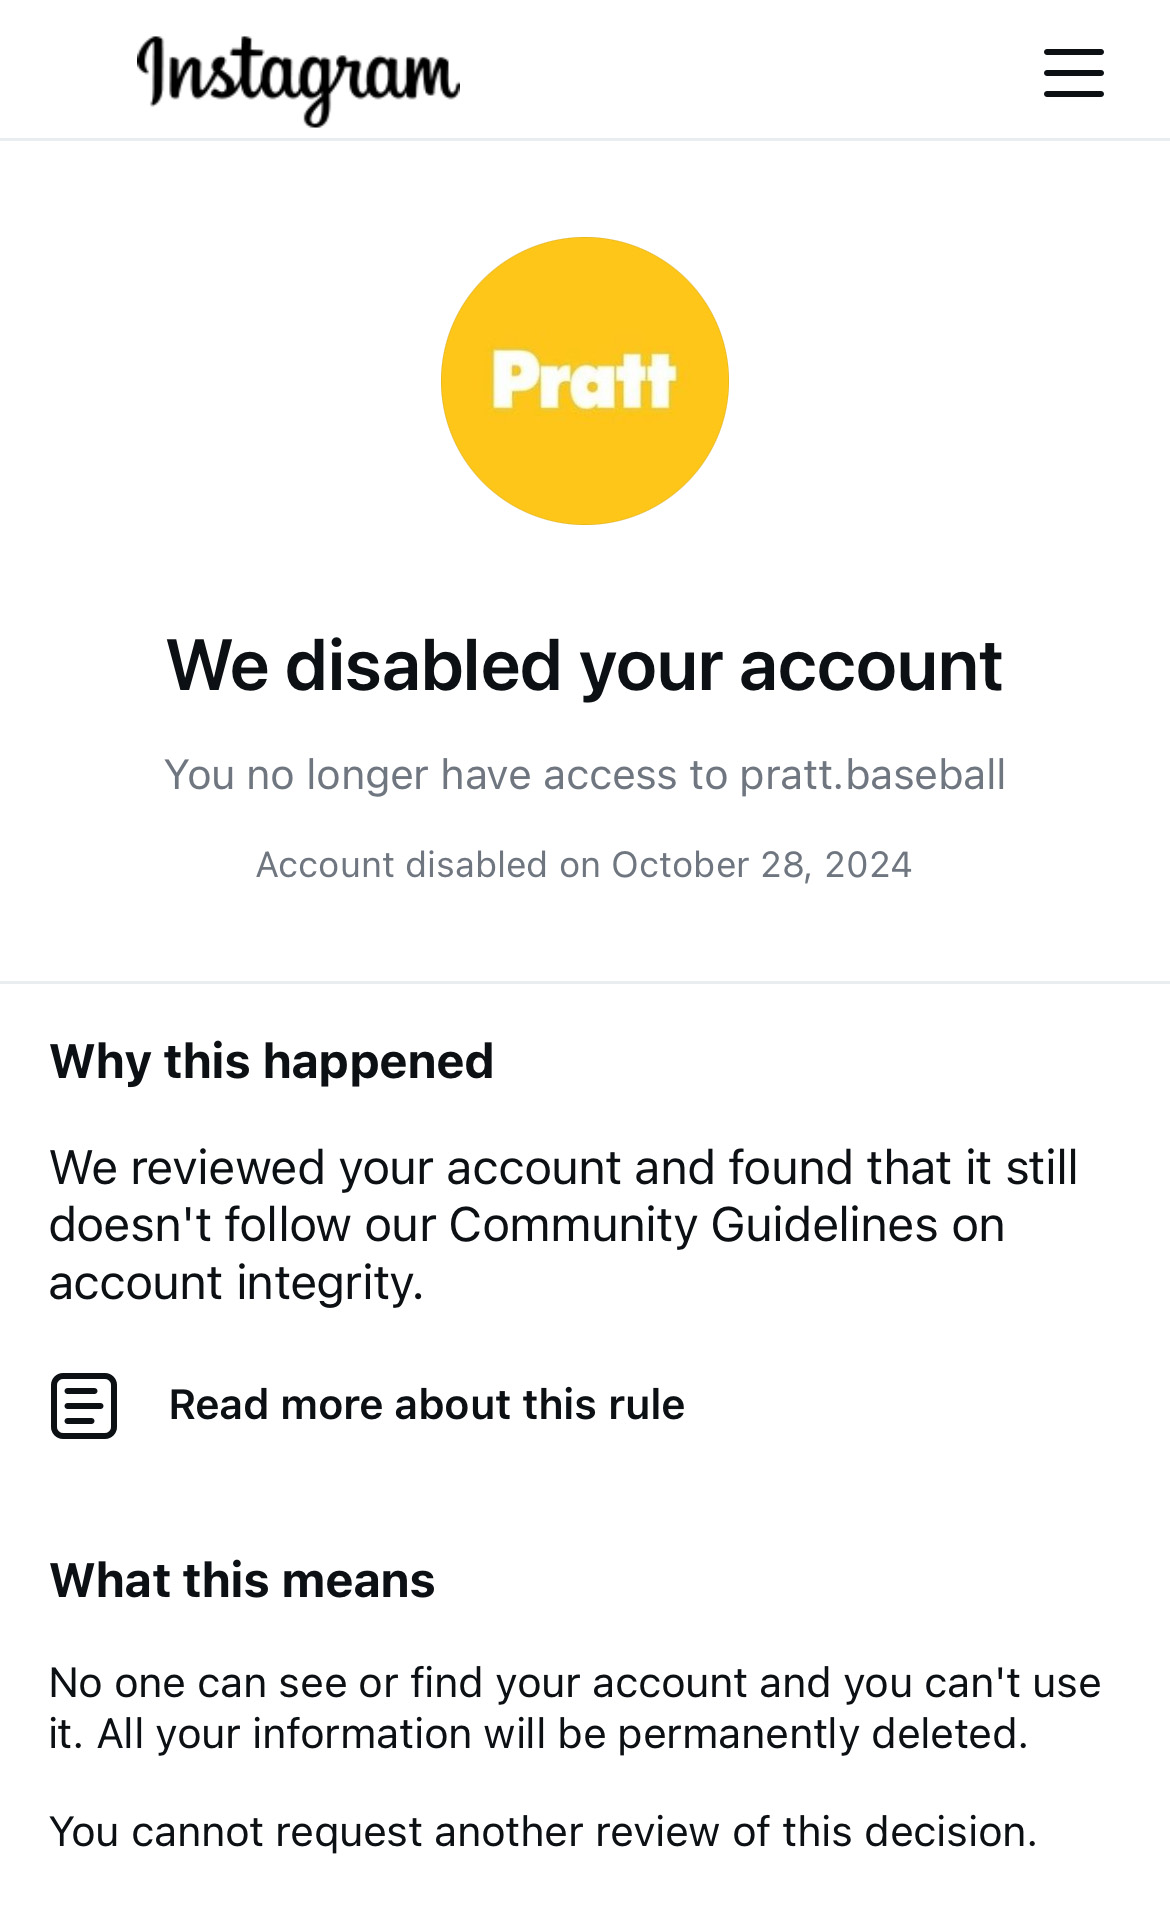 Instagram
Pratt
We disabled your account
You no longer have access to pratt.baseball
Account disabled on October 28, 2024
Why this happened
We reviewed your account and found that it still
doesn't follow our Community Guidelines on
account integrity.
Read more about this rule
What this means
No one can see or find your account and you can't use
it. All your information will be permanently deleted.
You cannot request another review of this decision.